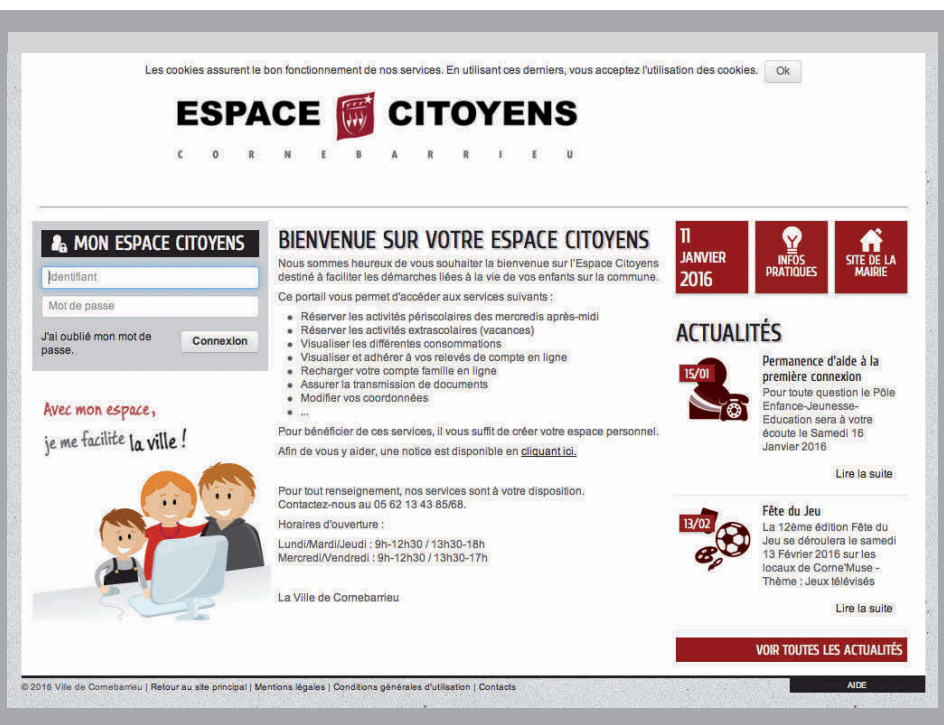 Les cookies assurent le bon fonctionnement de nos services. En utilisant ces derniers, vous acceptez l'utilisation des cookies. Ok
ESPACE CITOYENS
CORNEBARRIEU
MON ESPACE CITOYENS
Identifiant
Mot de passe
J'ai oublié mon mot de
passe.
Connexion
Avec mon espace,
je me facilite la ville !
BIENVENUE SUR VOTRE ESPACE CITOYENS
Nous sommes heureux de vous souhaiter la bienvenue sur l'Espace Citoyens
destiné à faciliter les démarches liées à la vie de vos enfants sur la commune.
Ce portail vous permet d'accéder aux services suivants :
Réserver les activités périscolaires des mercredis après-midi
Réserver les activités extrascolaires (vacances)
Visualiser les différentes consommations
Visualiser et adhérer à vos relevés de compte en ligne
Recharger votre compte famille en ligne
Assurer la transmission de documents
Modifier vos coordonnées
...
Pour bénéficier de ces services, il vous suffit de créer votre espace personnel.
Afin de vous y aider, une notice est disponible en cliquant ici.
Pour tout renseignement, nos services sont à votre disposition.
Contactez-nous au 05 62 13 43 85/68.
Horaires d'ouverture :
Lundi/Mardi/Jeudi : 9h-12h30 / 13h30-18h
Mercredi/Vendredi : 9h-12h30 / 13h30-17h
La Ville de Cornebarrieu
11
JANVIER
2016
INFOS
PRATIQUES
SITE DE LA
MAIRIE
ACTUALITÉS
15/01
Permanence d'aide à la
première connexion
Pour toute question le Pôle
Enfance-Jeunesse-
Education sera à votre
écoute le Samedi 16
Janvier 2016
Lire la suite
13/02
Fête du Jeu
La 12ème édition Fête du
Jeu se déroulera le samedi
13 Février 2016 sur les
locaux de Corne'Muse -
Thème : Jeux télévisés
Lire la suite
VOIR TOUTES LES ACTUALITÉS
© 2016 Ville de Cornebarrieu | Retour au site principal | Mentions légales | Conditions générales d'utilisation | Contacts
AIDE